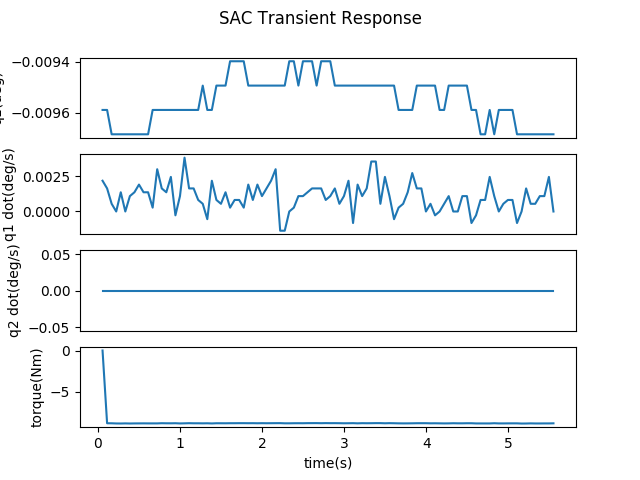 SAC Transient Response
−0.0094
−0.0096
0.0025
0.0000
q1 dot(deg/s)
0.05
0.00
−0.05
q2 dot(deg/s)
0
−5
torque(Nm)
0 1 2 3 4 5
time(s)